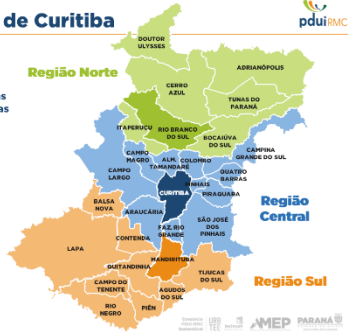 de Curitiba
pduiRMC
Região Norte
DOUTOR
ULYSSES
ADRIANÓPOLIS
CERRO
AZUL
TUNAS DO
PARANÁ
as
ITAPERUÇU
RIO BRANCO
DO SUL
BOCAIÚVA
DO SUL
CAMPINA
GRANDE DO SUL
CAMPO
MAGRO
ALM.
TAMANDARÉ
COLOMBO
QUATRO
BARRAS
CAMPO
LARGO
PINHAIS
CURITIBA
PIRAQUARA
Região
Central
BALSA
NOVA
ARAUCÁRIA
SÃO JOSÉ
DOS
PINHAIS
FAZ. RIO
GRANDE
CONTENDA
LAPA
MANDIRITUBA
QUITANDINHA
TIJUCAS
DO SUL
Região Sul
CAMPO DO
TENENTE
AGUDOS
DO SUL
RIO
NEGRO
PIÊN
AMEP
PARANÁ